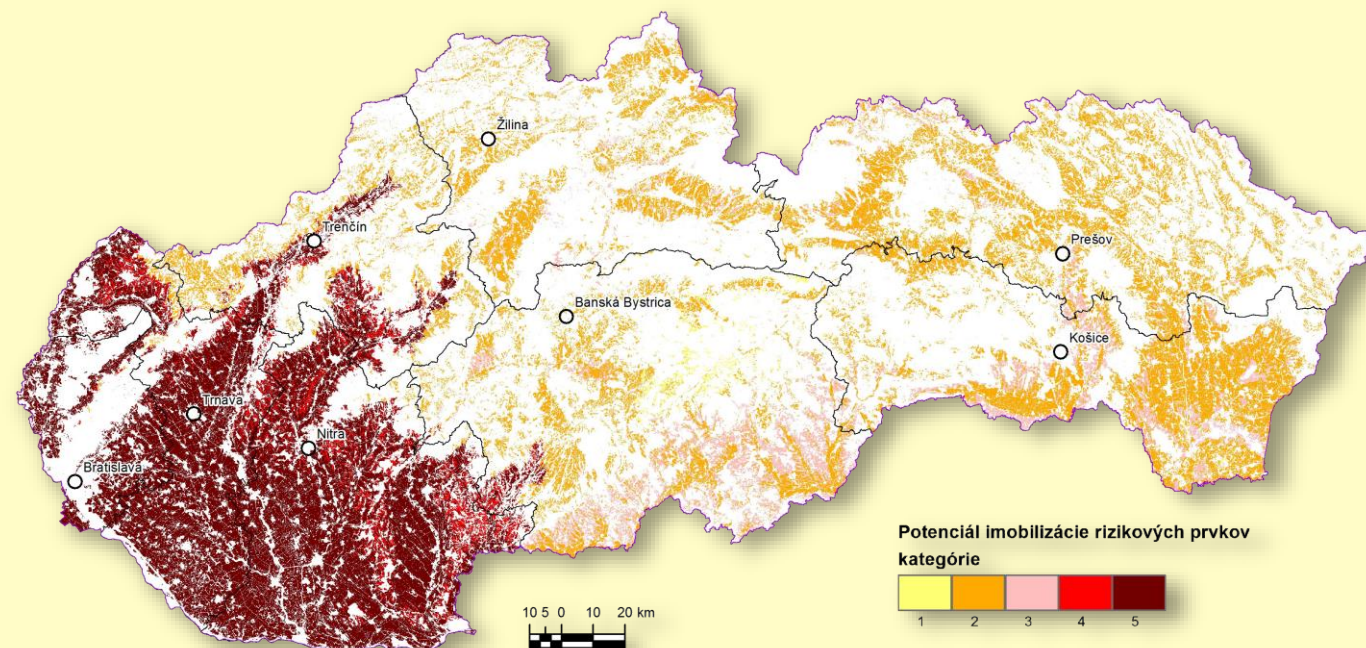 Žilina
Trenčín
Prešov
Banská Bystrica
Košice
Trnava
Nitra
Bratislava
Potenciál imobilizácie rizikových prvkov
kategórie
1 2 3 4 5
10 5 0 10 20 km